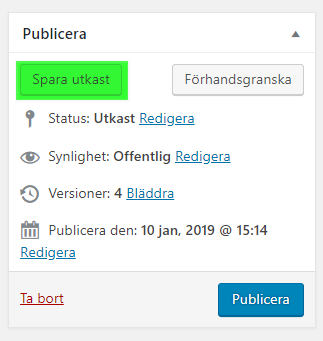 Publicera
Spara utkast Förhandsgranska
Status: Utkast Redigera
Synlighet: Offentlig Redigera
Versioner: 4 Bläddra
Publicera den: 10 jan, 2019 @ 15:14
Redigera
Ta bort Publicera